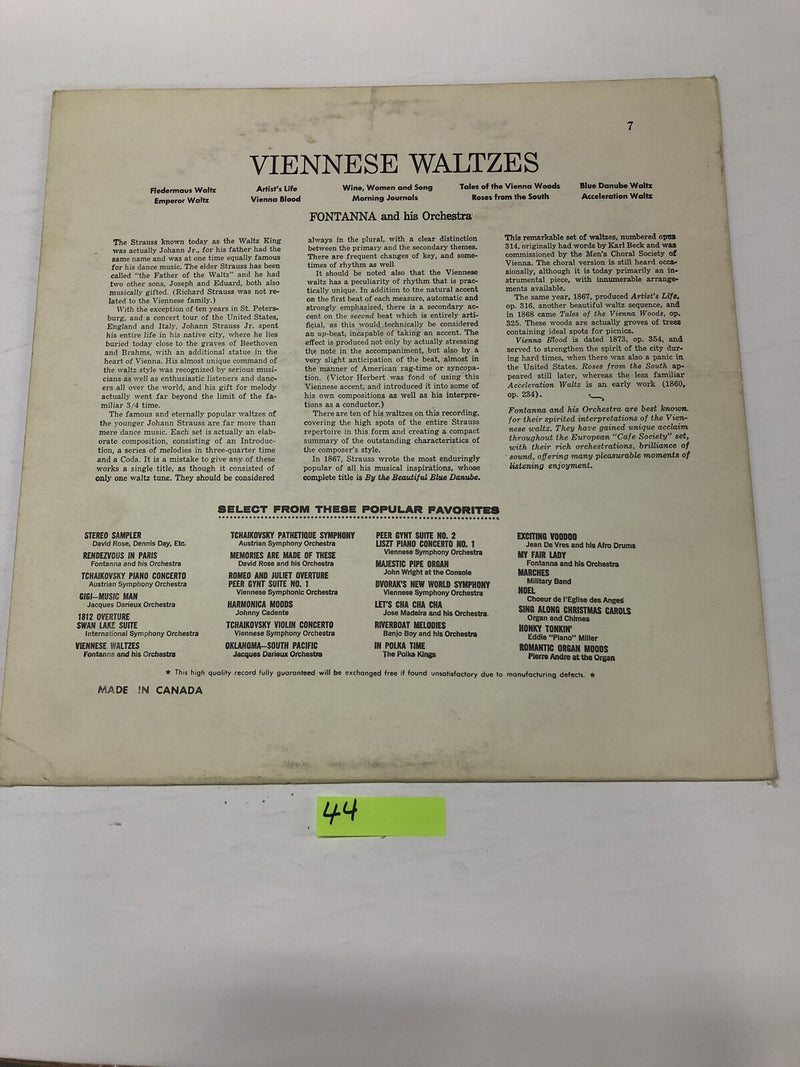 7
VIENNESE WALTZES
Fledermaus Waltz
Emperor Waltz
Artist's Life
Vienna Blood
Wine, Women and Song
Morning Journals
Tales of the Vienna Woods
Roses from the South
Blue Danube Waltz
Acceleration Waltz
FONTANNA and his Orchestra
The Strauss known today as the Waltz King
was actually Johann Jr., for his father had the
same name and was at one time equally famous
for his dance music. The elder Strauss has been
called "the Father of the Waltz" and he had
two other sons, Joseph and Eduard, both also
musically gifted. (Richard Strauss was not re-
lated to the Viennese family.)
With the exception of ten years in St. Peters-
burg, and a concert tour of the United States,
England and Italy, Johann Strauss Jr. spent
his entire life in his native city, where he lies
buried today close to the graves of Beethoven
and Brahms, with an additional statue in the
heart of Vienna. His almost unique command of
the waltz style was recognized by serious musi-
cians as well as enthusiastic listeners and danc-
ers all over the world, and his gift for melody
actually went far beyond the limit of the fa-
miliar 3/4 time.
The famous and eternally popular waltzes of
the younger Johann Strauss are far more than
mere dance music. Each set is actually an elab-
orate composition, consisting of an Introduc-
tion, a series of melodies in three-quarter time
and a Coda. It is a mistake to give any of these
works a single title, as though it consisted of
only one waltz tune. They should be considered
always in the plural, with a clear distinction
between the primary and the secondary themes.
There are frequent changes of key, and some-
times of rhythm as well
It should be noted also that the Viennese
waltz has a peculiarity of rhythm that is prac-
tically unique. In addition to the natural accent
on the first beat of each measure, automatic and
strongly emphasized, there is a secondary ac-
cent on the second beat which is entirely arti-
ficial, as this would technically be considered
an up-beat, incapable of taking an accent. The
effect is produced not only by actually stressing
the note in the accompaniment, but also by a
very slight anticipation of the beat, almost in
the manner of American rag-time or syncopa-
tion. (Victor Herbert was fond of using this
Viennese accent, and introduced it into some of
his own compositions as well as his interpre-
tions as a conductor.)
There are ten of his waltzes on this recording,
covering the high spots of the entire Strauss
repertoire in this form and creating a compact
summary of the outstanding characteristics of
the composer's style.
In 1867, Strauss wrote the most enduringly
popular of all his musical inspirations, whose
complete title is By the Beautiful Blue Danube.
This remarkable set of waltzes, numbered opus
314, originally had words by Karl Beck and was
commissioned by the Men's Choral Society of
Vienna. The choral version is still heard occa-
sionally, although it is today primarily an in-
strumental piece, with innumerable arrange-
ments available.
The same year, 1867, produced Artist's Life,
op. 316, another beautiful waltz sequence, and
in 1868 came Tales of the Vienna Woods, op.
325. These woods are actually groves of trees
containing ideal spots for picnics.
Vienna Blood is dated 1873, op. 354, and
served to strengthen the spirit of the city dur-
ing hard times, when there was also a panic in
the United States. Roses from the South ap-
peared still later, whereas the less familiar
Acceleration Waltz is an early work (1860,
op. 234).
Fontanna and his Orchestra are best known
for their spirited interpretations of the Vien-
nese waltz. They have gained unique acclaim
throughout the European "Cafe Society" set,
with their rich orchestrations, brilliance of
sound, offering many pleasurable moments of
listening enjoyment.
SELECT FROM THESE POPULAR FAVORITES
STEREO SAMPLER
David Rose, Dennis Day, Etc.
RENDEZVOUS IN PARIS
Fontanna and his Orchestra
TCHAIKOVSKY PIANO CONCERTO
Austrian Symphony Orchestra
GIGI—MUSIC MAN
Jacques Darieux Orchestra
1812 OVERTURE
SWAN LAKE SUITE
International Symphony Orchestra
VIENNESE WALTZES
Fontanna and his Orchestra
TCHAIKOVSKY PATHETIQUE SYMPHONY
Austrian Symphony Orchestra
MEMORIES ARE MADE OF THESE
David Rose and his Orchestra
ROMEO AND JULIET OVERTURE
PEER GYNT SUITE NO. 1
Viennese Symphonic Orchestra
HARMONICA MOODS
Johnny Cadente
TCHAIKOVSKY VIOLIN CONCERTO
Viennese Symphony Orchestra
OKLAHOMA—SOUTH PACIFIC
Jacques Darieux Orchestra
PEER GYNT SUITE NO. 2
LISZT PIANO CONCERTO NO. 1
Viennese Symphony Orchestra
MAJESTIC PIPE ORGAN
John Wright at the Console
DVORAK'S NEW WORLD SYMPHONY
Viennese Symphony Orchestra
LET'S CHA CHA CHA
Jose Madeira and his Orchestra.
RIVERBOAT MELODIES
Banjo Boy and his Orchestra
IN POLKA TIME
The Polka Kings
EXCITING VOODOO
Jean De Vres and his Afro Drums
MY FAIR LADY
Fontanna and his Orchestra
MARCHES
Military Band
NOEL
Choeur de l'Eglise des Anges
SING ALONG CHRISTMAS CAROLS
Organ and Chimes
HONKY TONKIN'
Eddie "Piano" Miller
ROMANTIC ORGAN MOODS
Pierre Andre at the Organ
★ This high quality record fully guaranteed will be exchanged free if found unsatisfactory due to manufacturing defects. ★
MADE IN CANADA
44